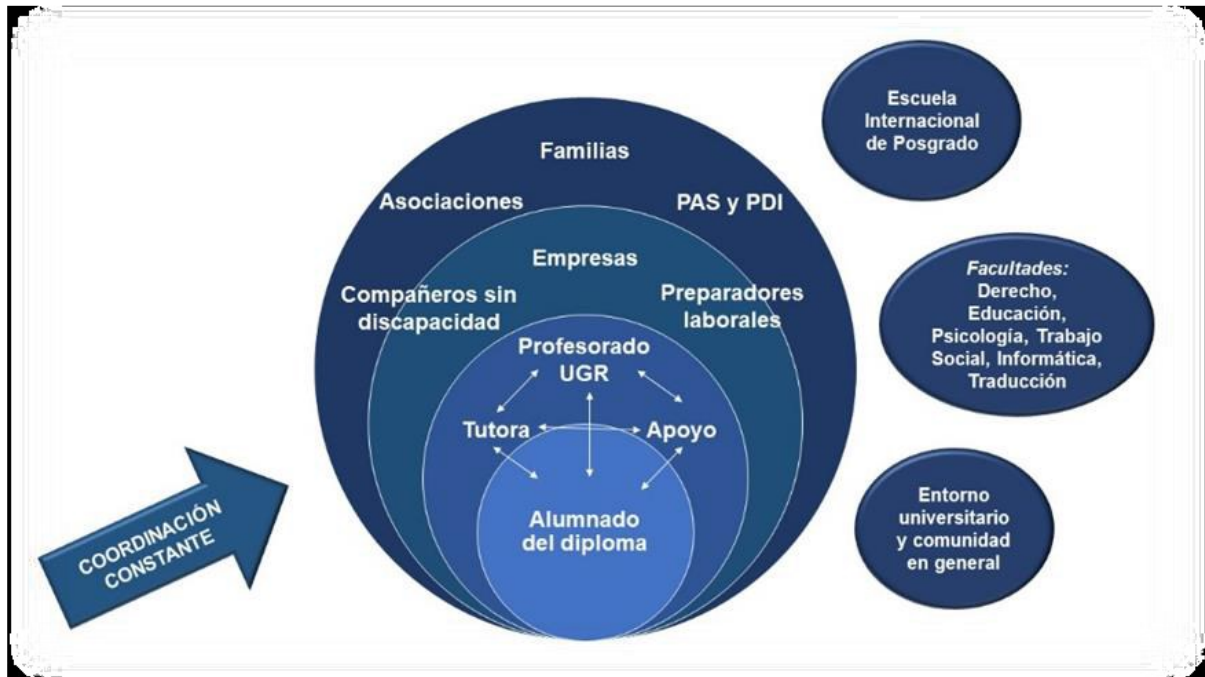 Familias
Asociaciones
PAS y PDI
Empresas
Compañeros sin
discapacidad
Preparadores
laborales
Profesorado
UGR
Tutora
Apoyo
Alumnado
del diploma
COORDINACIÓN
CONSTANTE
Escuela
Internacional
de Posgrado
Facultades:
Derecho,
Educación,
Psicología, Trabajo
Social, Informática,
Traducción
Entorno
universitario
y comunidad
en general